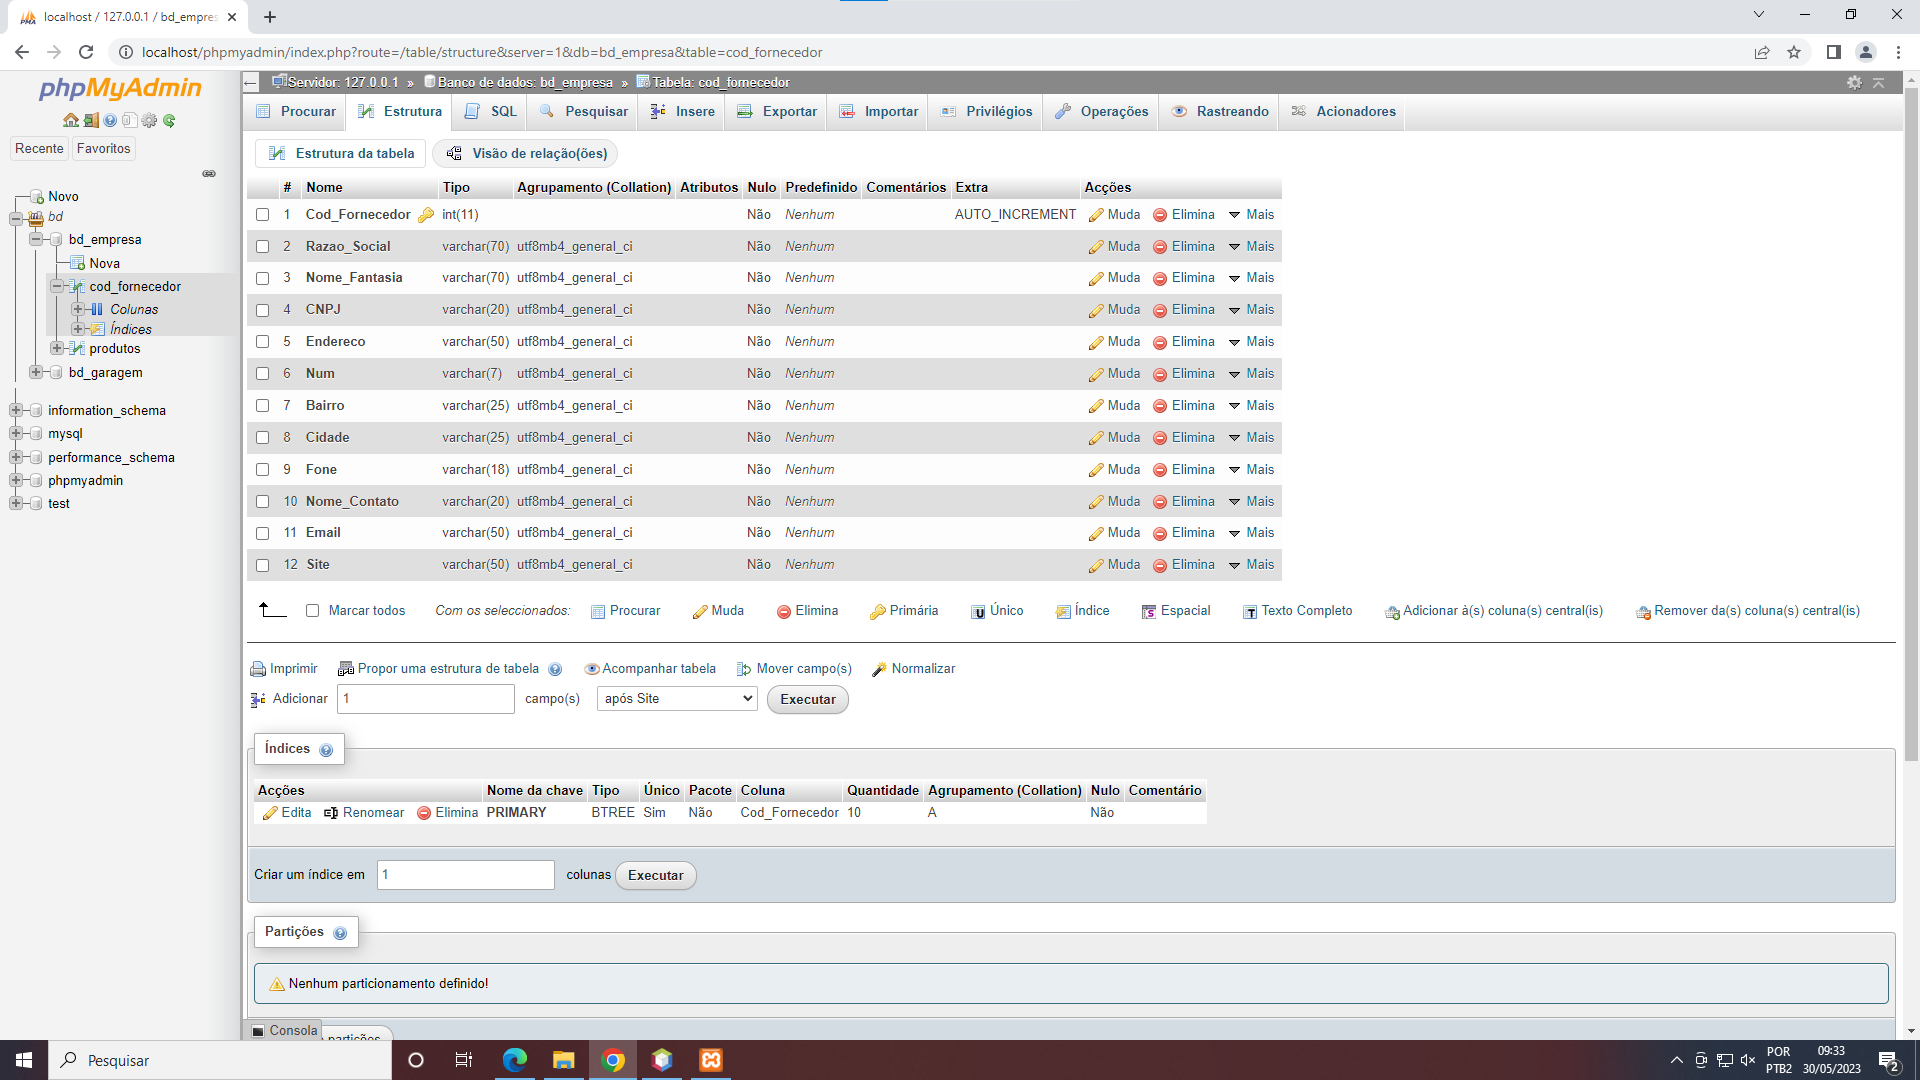 localhost / 127.0.0.1 / bd_empres
localhost/phpmyadmin/index.php?route=/table/structure&server=1&db=bd_empresa&table=cod_fornecedor
phpMyAdmin
Recente Favoritos
Novo
bd
bd_empresa
Nova
cod_fornecedor
Colunas
Índices
produtos
bd_garagem
information_schema
mysql
performance_schema
phpmyadmin
test
Servidor: 127.0.0.1 » Banco de dados: bd_empresa » Tabela: cod_fornecedor
Procurar Estrutura SQL Pesquisar Insere Exportar Importar Privilégios Operações Rastreando Acionadores
Estrutura da tabela Visão de relação(ões)
# Nome Tipo Agrupamento (Collation) Atributos Nulo Predefinido Comentários Extra Acções
1 Cod_Fornecedor int(11) Não Nenhum AUTO_INCREMENT Muda Elimina Mais
2 Razao_Social varchar(70) utf8mb4_general_ci Não Nenhum Muda Elimina Mais
3 Nome_Fantasia varchar(70) utf8mb4_general_ci Não Nenhum Muda Elimina Mais
4 CNPJ varchar(20) utf8mb4_general_ci Não Nenhum Muda Elimina Mais
5 Endereco varchar(50) utf8mb4_general_ci Não Nenhum Muda Elimina Mais
6 Num varchar(7) utf8mb4_general_ci Não Nenhum Muda Elimina Mais
7 Bairro varchar(25) utf8mb4_general_ci Não Nenhum Muda Elimina Mais
8 Cidade varchar(25) utf8mb4_general_ci Não Nenhum Muda Elimina Mais
9 Fone varchar(18) utf8mb4_general_ci Não Nenhum Muda Elimina Mais
10 Nome_Contato varchar(20) utf8mb4_general_ci Não Nenhum Muda Elimina Mais
11 Email varchar(50) utf8mb4_general_ci Não Nenhum Muda Elimina Mais
12 Site varchar(50) utf8mb4_general_ci Não Nenhum Muda Elimina Mais
Marcar todos Com os seleccionados: Procurar Muda Elimina Primária Único Índice Espacial Texto Completo Adicionar à(s) coluna(s) central(is) Remover da(s) coluna(s) central(is)
Imprimir Propor uma estrutura de tabela Acompanhar tabela Mover campo(s) Normalizar
Adicionar 1 campo(s) após Site Executar
Índices
Acções Nome da chave Tipo Único Pacote Coluna Quantidade Agrupamento (Collation) Nulo Comentário
Edita Renomear Elimina PRIMARY BTREE Sim Não Cod_Fornecedor 10 A Não
Criar um índice em 1 colunas Executar
Partições
Nenhum particionamento definido!
Consola partições
Pesquisar
POR
PTB2
09:33
30/05/2023
2